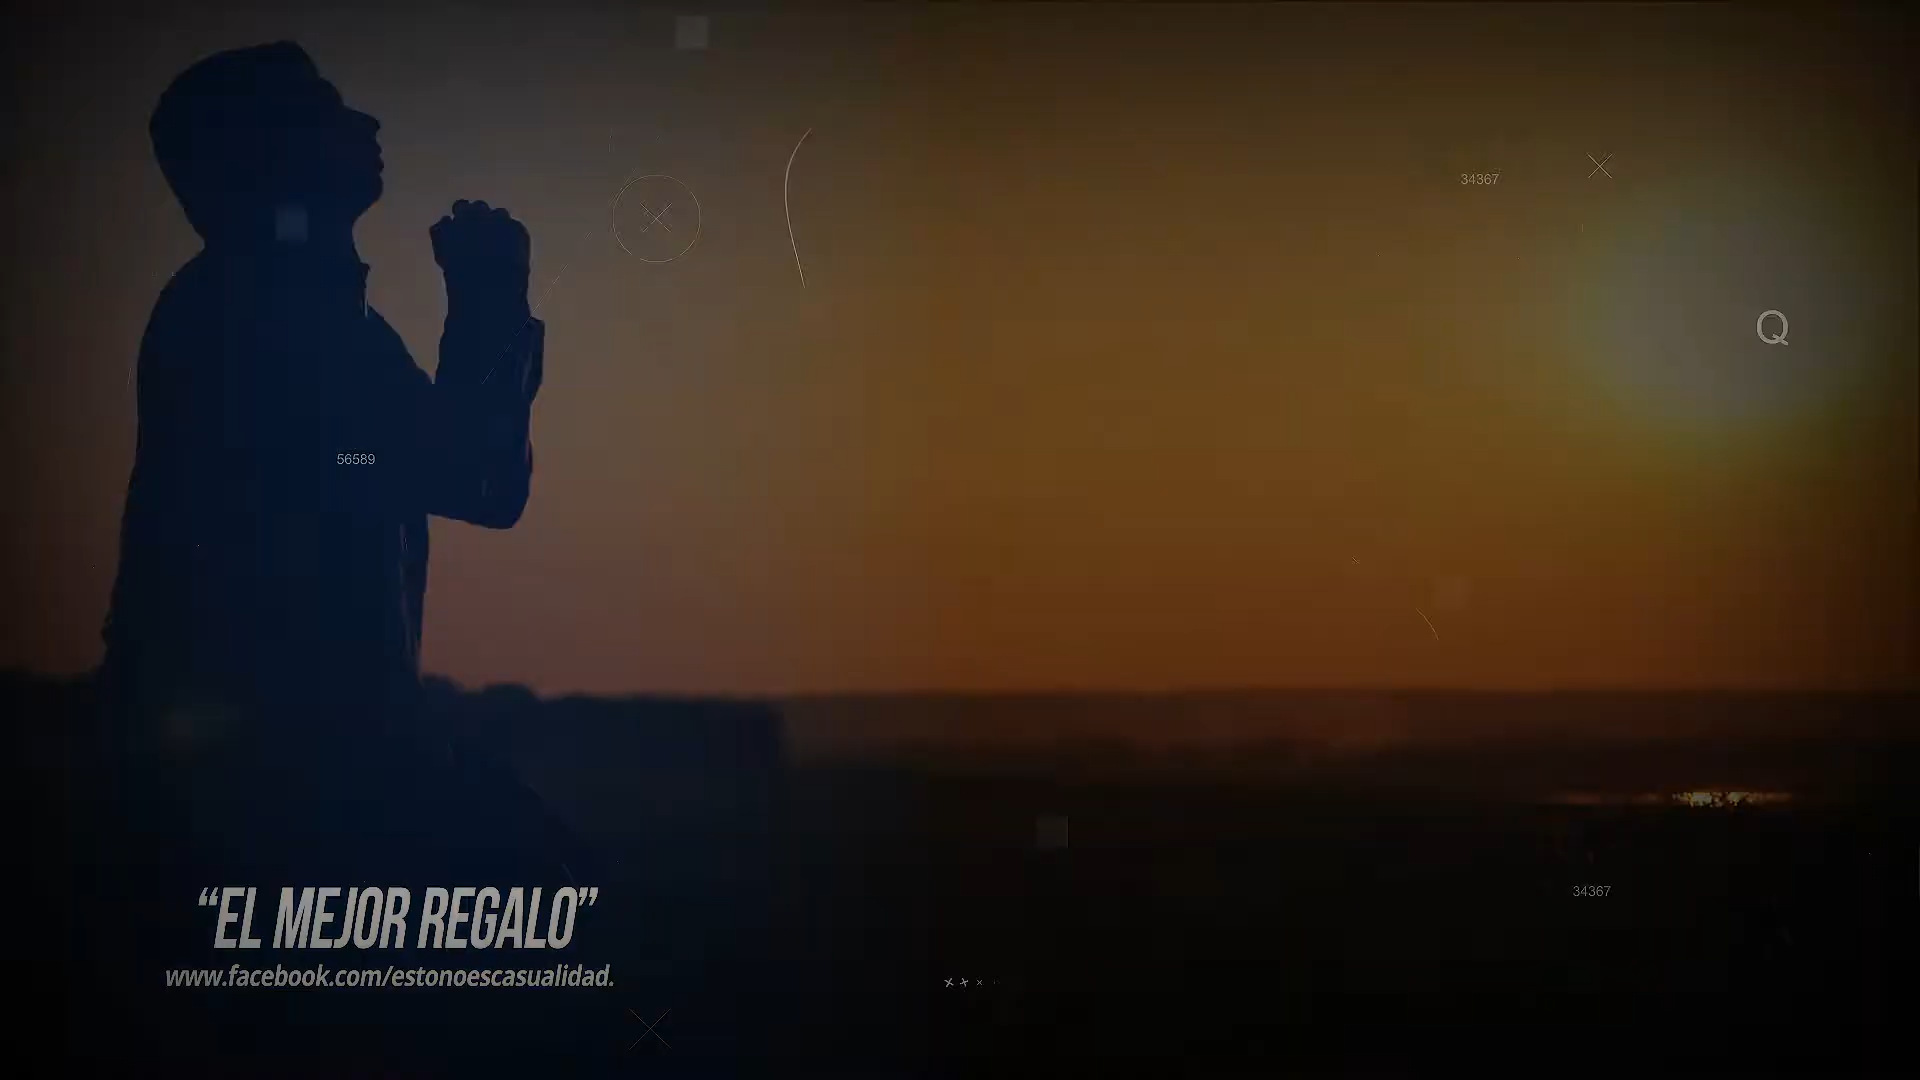 34367
Q
56589
34367
“EL MEJOR REGALO”
www.facebook.com/estonoescasualidad.